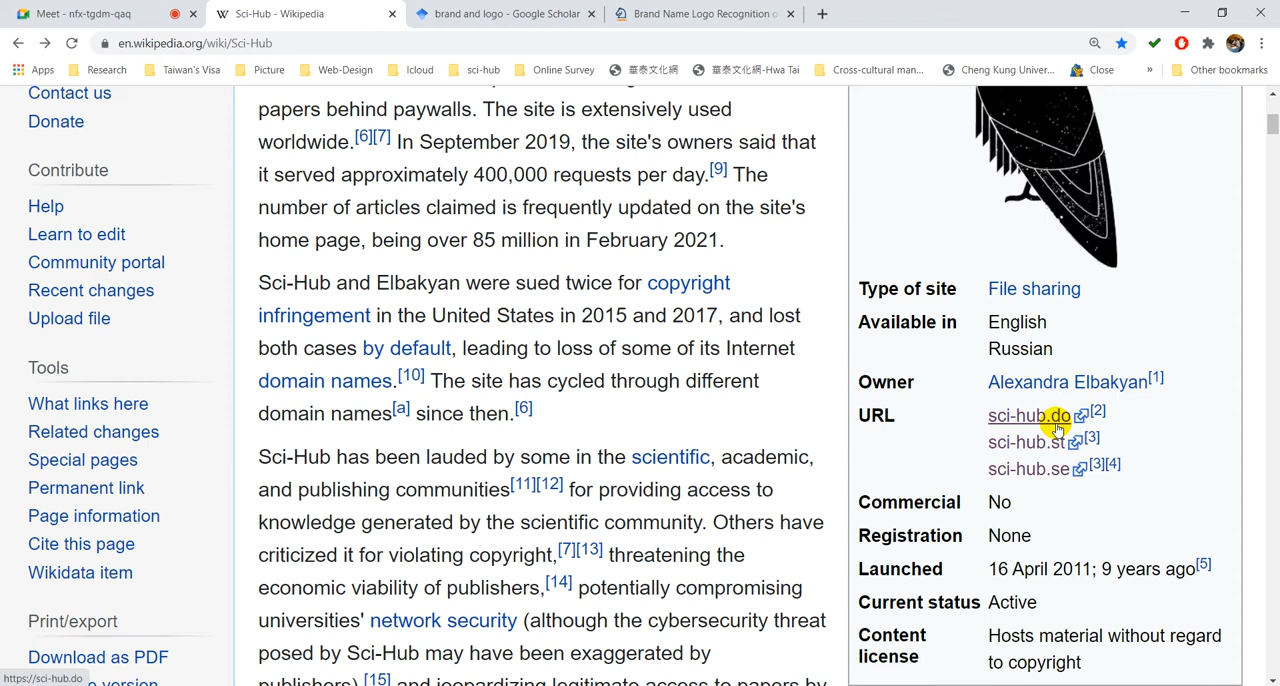 Meet - nfx-tgdm-qaq
Sci-Hub - Wikipedia
brand and logo - Google Scholar
Brand Name Logo Recognition o
en.wikipedia.org/wiki/Sci-Hub
Apps Research Taiwan's Visa Picture Web-Design Icloud sci-hub Online Survey 華泰文化網 華泰文化網-Hwa Tai Cross-cultural man... Cheng Kung Univer... Close » Other bookmarks
Contact us
Donate
Contribute
Help
Learn to edit
Community portal
Recent changes
Upload file
Tools
What links here
Related changes
Special pages
Permanent link
Page information
Cite this page
Wikidata item
Print/export
Download as PDF
https://sci-hub.do
papers behind paywalls. The site is extensively used
worldwide.[6][7] In September 2019, the site's owners said that
it served approximately 400,000 requests per day.[9] The
number of articles claimed is frequently updated on the site's
home page, being over 85 million in February 2021.
Sci-Hub and Elbakyan were sued twice for copyright
infringement in the United States in 2015 and 2017, and lost
both cases by default, leading to loss of some of its Internet
domain names.[10] The site has cycled through different
domain names[a] since then.[6]
Sci-Hub has been lauded by some in the scientific, academic,
and publishing communities[11][12] for providing access to
knowledge generated by the scientific community. Others have
criticized it for violating copyright,[7][13] threatening the
economic viability of publishers,[14] potentially compromising
universities' network security (although the cybersecurity threat
posed by Sci-Hub may have been exaggerated by
publishers)[15] and jeopardizing legitimate access to papers by
Type of site File sharing
Available in English
Russian
Owner Alexandra Elbakyan[1]
URL sci-hub.do[2]
sci-hub.st[3]
sci-hub.se[3][4]
Commercial No
Registration None
Launched 16 April 2011; 9 years ago[5]
Current status Active
Content Hosts material without regard
license to copyright